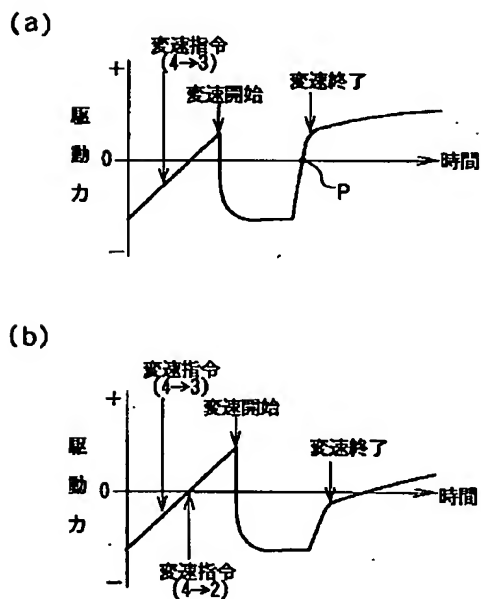 (a)
変速指令
(4→3)
変速開始
変速終了
+
駆動力
0
時間
P
−
(b)
変速指令
(4→3)
変速開始
変速終了
+
駆動力
0
時間
−
変速指令
(4→2)